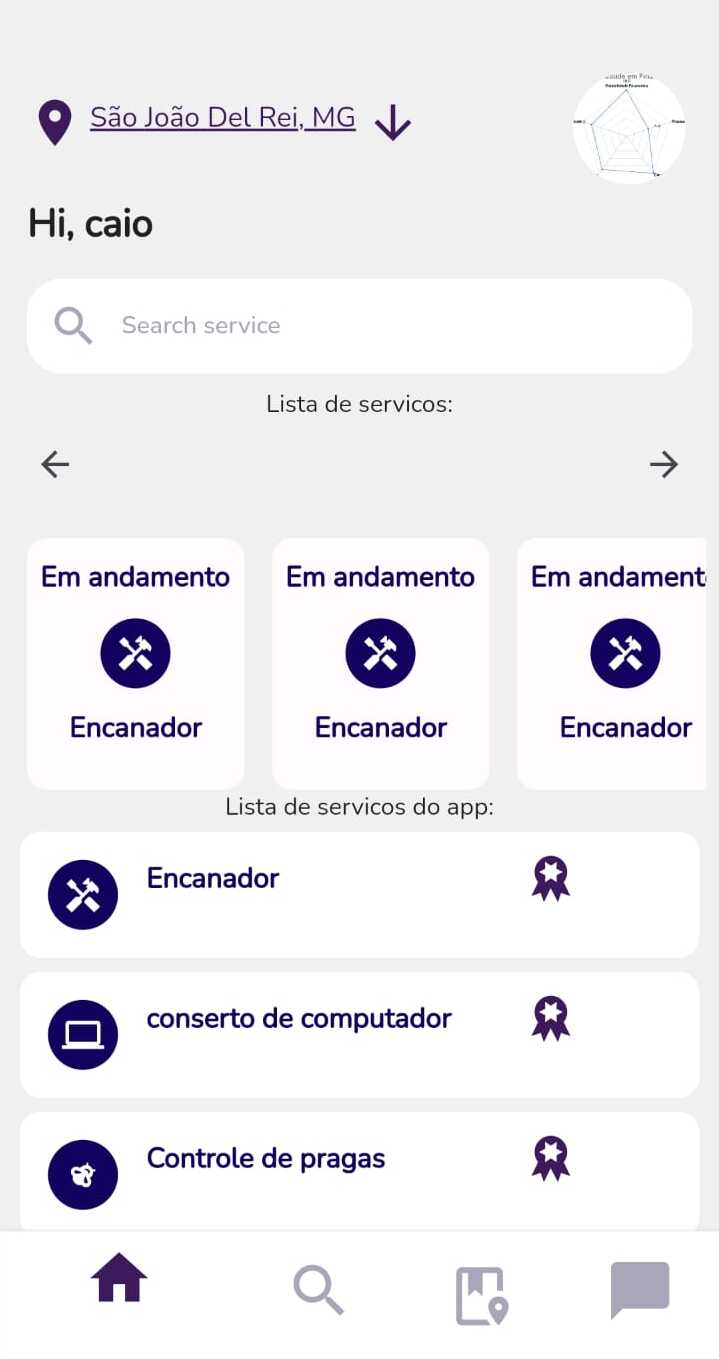 São João Del Rei, MG
Hi, caio
Search service
Lista de servicos:
Em andamento
Em andamento
Em andament
Encanador
Encanador
Encanador
Lista de servicos do app:
Encanador
conserto de computador
Controle de pragas